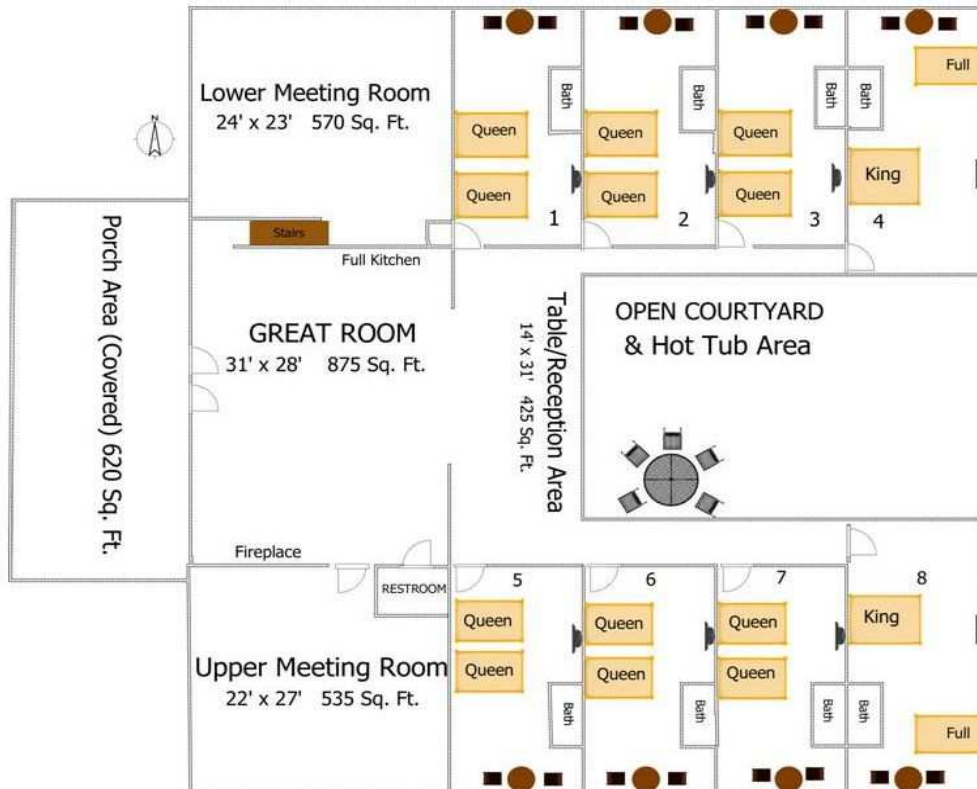 Lower Meeting Room
24' x 23' 570 Sq. Ft.
N
Bath
Queen
Queen
1
Bath
Queen
Queen
2
Bath
Queen
Queen
3
Full
Bath
King
4
Stairs
Full Kitchen
Porch Area (Covered) 620 Sq. Ft.
GREAT ROOM
31' x 28' 875 Sq. Ft.
Table/Reception Area
14' x 31' 425 Sq. Ft.
OPEN COURTYARD
& Hot Tub Area
Fireplace
RESTROOM
Upper Meeting Room
22' x 27' 535 Sq. Ft.
5
Queen
Queen
Bath
6
Queen
Queen
Bath
7
Queen
Queen
Bath
8
King
Bath
Full